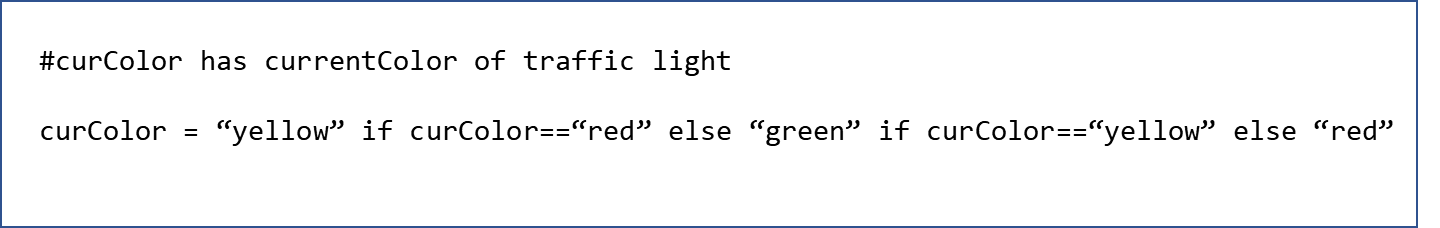 #curColor has currentColor of traffic light
curColor = “yellow” if curColor==“red” else “green” if curColor==“yellow” else “red”